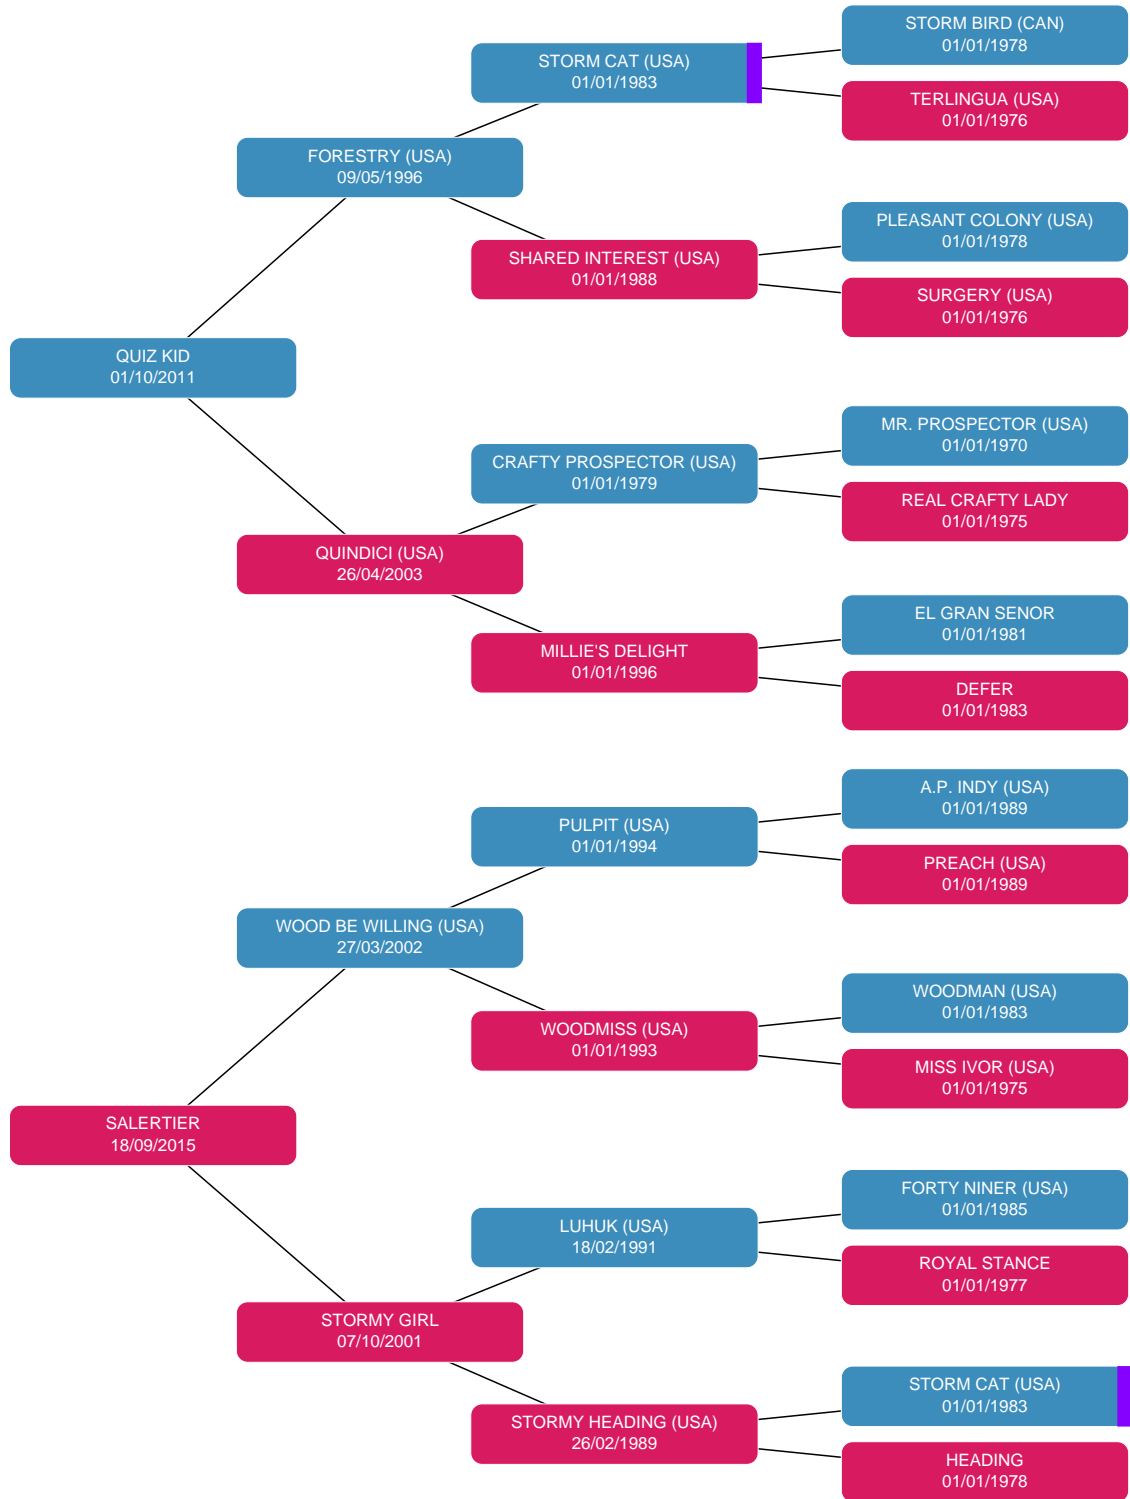 STORM BIRD (CAN)
01/01/1978
STORM CAT (USA)
01/01/1983
TERLINGUA (USA)
01/01/1976
FORESTRY (USA)
09/05/1996
PLEASANT COLONY (USA)
01/01/1978
SHARED INTEREST (USA)
01/01/1988
SURGERY (USA)
01/01/1976
QUIZ KID
01/10/2011
MR. PROSPECTOR (USA)
01/01/1970
CRAFTY PROSPECTOR (USA)
01/01/1979
REAL CRAFTY LADY
01/01/1975
QUINDICI (USA)
26/04/2003
EL GRAN SENOR
01/01/1981
MILLIE'S DELIGHT
01/01/1996
DEFER
01/01/1983
A.P. INDY (USA)
01/01/1989
PULPIT (USA)
01/01/1994
PREACH (USA)
01/01/1989
WOOD BE WILLING (USA)
27/03/2002
WOODMAN (USA)
01/01/1983
WOODMISS (USA)
01/01/1993
MISS IVOR (USA)
01/01/1975
SALERTIER
18/09/2015
FORTY NINER (USA)
01/01/1985
LUHUK (USA)
18/02/1991
ROYAL STANCE
01/01/1977
STORMY GIRL
07/10/2001
STORM CAT (USA)
01/01/1983
STORMY HEADING (USA)
26/02/1989
HEADING
01/01/1978